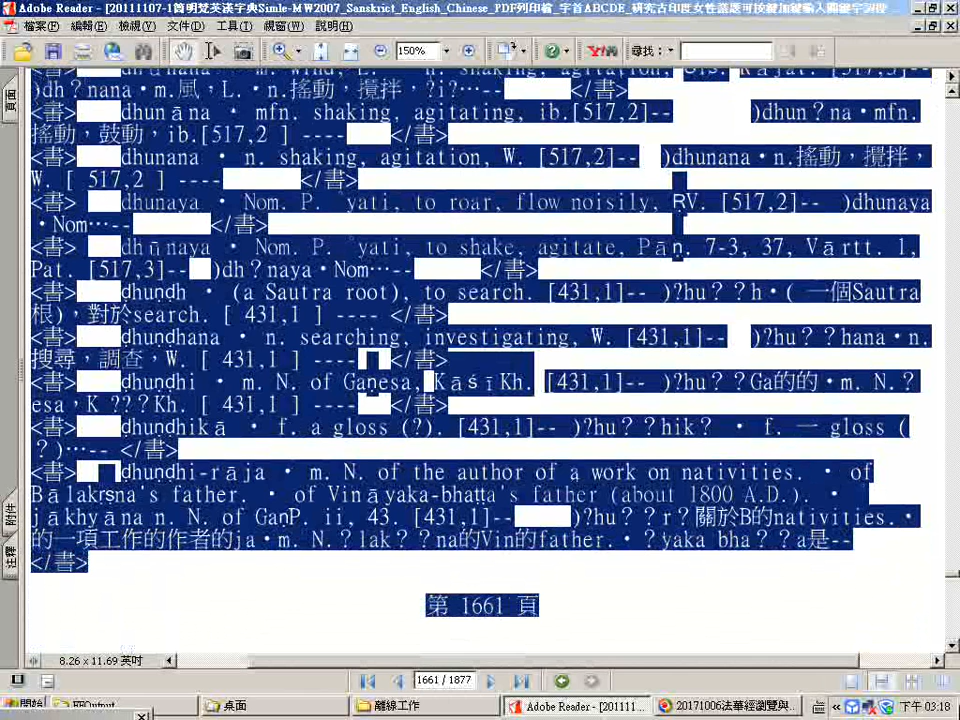 Adobe Reader - [20111107-1簡明梵英漢字典Simle-MW2007_Sanskrict_English_Chinese_PDF列印檔_字首ABCDE_研究古印度女性議題可按
檔案(F) 編輯(E) 檢視(V) 文件(D) 工具(T) 視窗(W) 說明(H)
150% Y! 尋找:
頁面
)dh?nana‧m.風，L.‧n.搖動，攪拌，?i?…-- </書>
<書> dhunāna ‧ mfn. shaking, agitating, ib.[517,2]-- )dhun?na‧mfn.
搖動，鼓動，ib.[517,2 ] ---- </書>
<書> dhunana ‧ n. shaking, agitation, W. [517,2]-- )dhunana‧n.搖動，攪拌，
W. [ 517,2 ] ---- </書>
<書> dhunaya ‧ Nom. P. ˚yati, to roar, flow noisily, RV. [517,2]-- )dhunaya
‧Nom…-- </書>
<書> dhūnaya ‧ Nom. P. ˚yati, to shake, agitate, Pāṇ. 7-3, 37, Vārtt. 1,
Pat. [517,3]-- )dh?naya‧Nom…-- </書>
<書> ḍhuṇḍh ‧ (a Sautra root), to search. [431,1]-- )?hu??h‧( 一個Sautra
根)，對於search. [ 431,1 ] ---- </書>
<書> ḍhuṇḍhana ‧ n. searching, investigating, W. [431,1]-- )?hu??hana‧n.
搜尋，調查，W. [ 431,1 ] ---- </書>
<書> ḍhuṇḍhi ‧ m. N. of Gaṇesa, KāśīKh. [431,1]-- )?hu??Ga的的‧m. N.?
esa，K ???Kh. [ 431,1 ] ---- </書>
<書> ḍhuṇḍhikā ‧ f. a gloss (?). [431,1]-- )?hu??hik? ‧ f. 一 gloss (
?)…-- </書>
<書> ḍhuṇḍhi-rāja ‧ m. N. of the author of a work on nativities. ‧ of
Bālakṛṣṇa's father. ‧ of Vināyaka-bhaṭṭa's father (about 1800 A.D.). ‧
jākhyāna n. N. of GaṇP. ii, 43. [431,1]-- )?hu??r?關於B的nativities.‧
的一項工作的作者的ja‧m. N.?lak??na的Vin的father.‧?yaka bha??a是--
</書>
第 1661 頁
附件
注釋
8.26 x 11.69 英吋
1661 / 1877
開始 桌面 離線工作 Adobe Reader - [201111... 20171006法華經瀏覽與... 下午 03:18